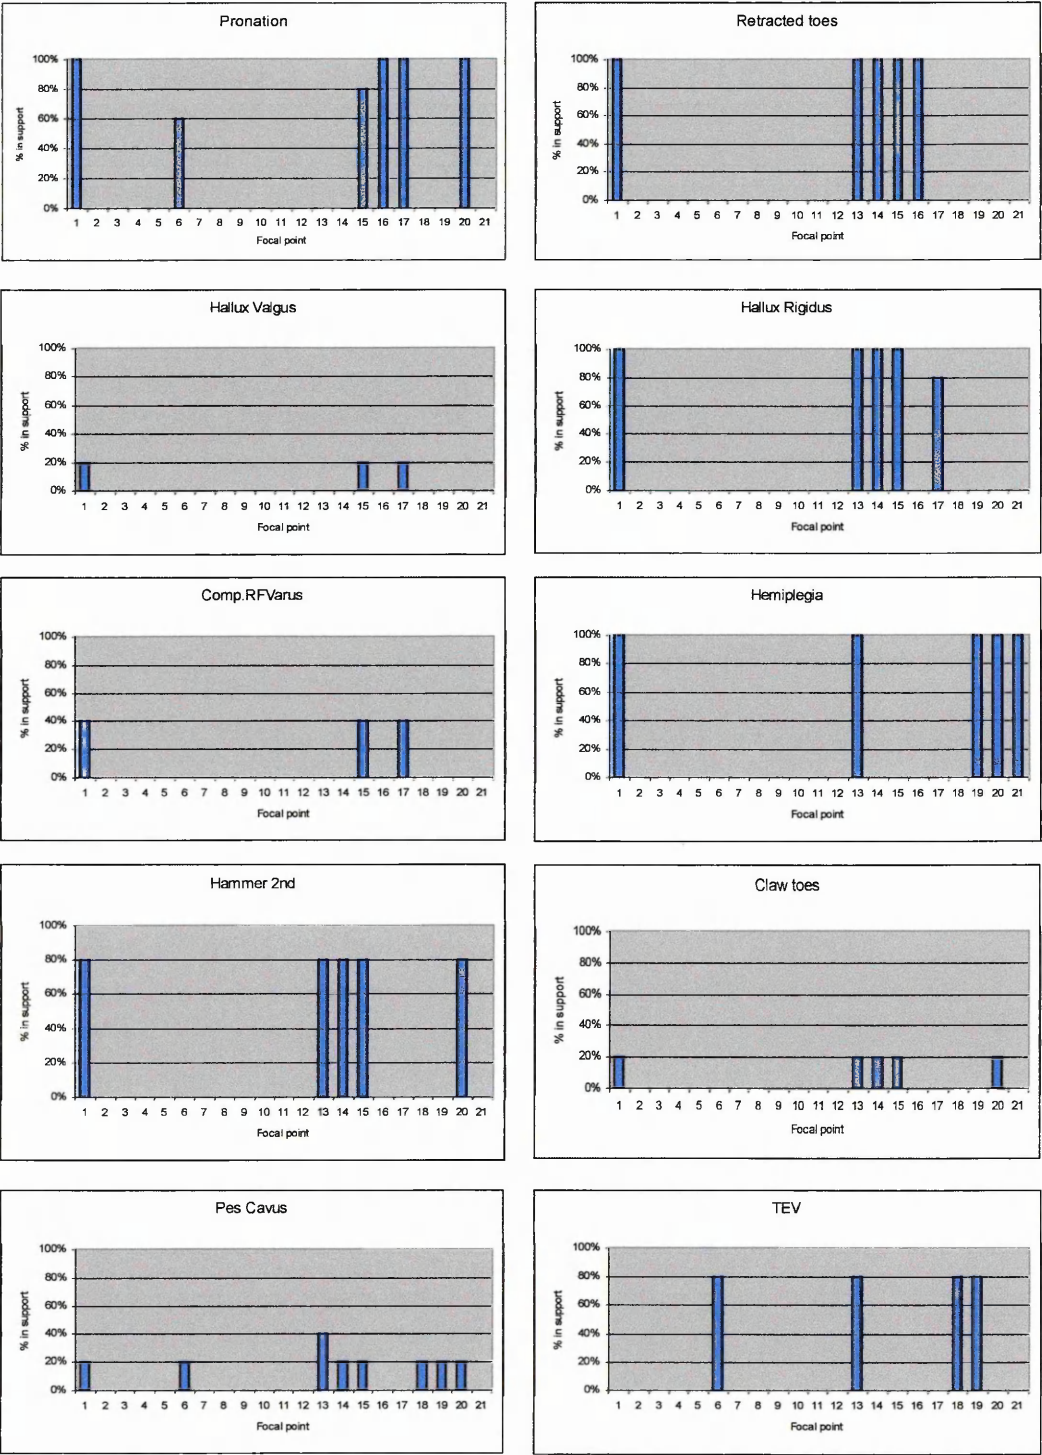 Pronation
100%
80%
60%
40%
20%
0%
% in support
1 2 3 4 5 6 7 8 9 10 11 12 13 14 15 16 17 18 19 20 21
Focal point
Retracted toes
100%
80%
60%
40%
20%
0%
% in support
1 2 3 4 5 6 7 8 9 10 11 12 13 14 15 16 17 18 19 20 21
Focal point
Hallux Valgus
100%
80%
60%
40%
20%
0%
% in support
1 2 3 4 5 6 7 8 9 10 11 12 13 14 15 16 17 18 19 20 21
Focal point
Hallux Rigidus
100%
80%
60%
40%
20%
0%
% in support
1 2 3 4 5 6 7 8 9 10 11 12 13 14 15 16 17 18 19 20 21
Focal point
Comp.RFVarus
100%
80%
60%
40%
20%
0%
% in support
1 2 3 4 5 6 7 8 9 10 11 12 13 14 15 16 17 18 19 20 21
Focal point
Hemiplegia
100%
80%
60%
40%
20%
0%
% in support
1 2 3 4 5 6 7 8 9 10 11 12 13 14 15 16 17 18 19 20 21
Focal point
Hammer 2nd
100%
80%
60%
40%
20%
0%
% in support
1 2 3 4 5 6 7 8 9 10 11 12 13 14 15 16 17 18 19 20 21
Focal point
Claw toes
100%
80%
60%
40%
20%
0%
% in support
1 2 3 4 5 6 7 8 9 10 11 12 13 14 15 16 17 18 19 20 21
Focal point
Pes Cavus
100%
80%
60%
40%
20%
0%
% in support
1 2 3 4 5 6 7 8 9 10 11 12 13 14 15 16 17 18 19 20 21
Focal point
TEV
100%
80%
60%
40%
20%
0%
% in support
1 2 3 4 5 6 7 8 9 10 11 12 13 14 15 16 17 18 19 20 21
Focal point